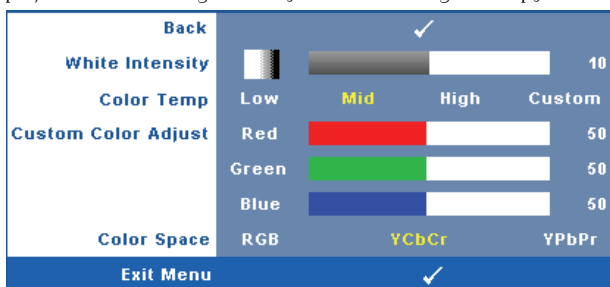 Back
White Intensity 10
Color Temp Low Mid High Custom
Custom Color Adjust Red 50
Green 50
Blue 50
Color Space RGB YCbCr YPbPr
Exit Menu